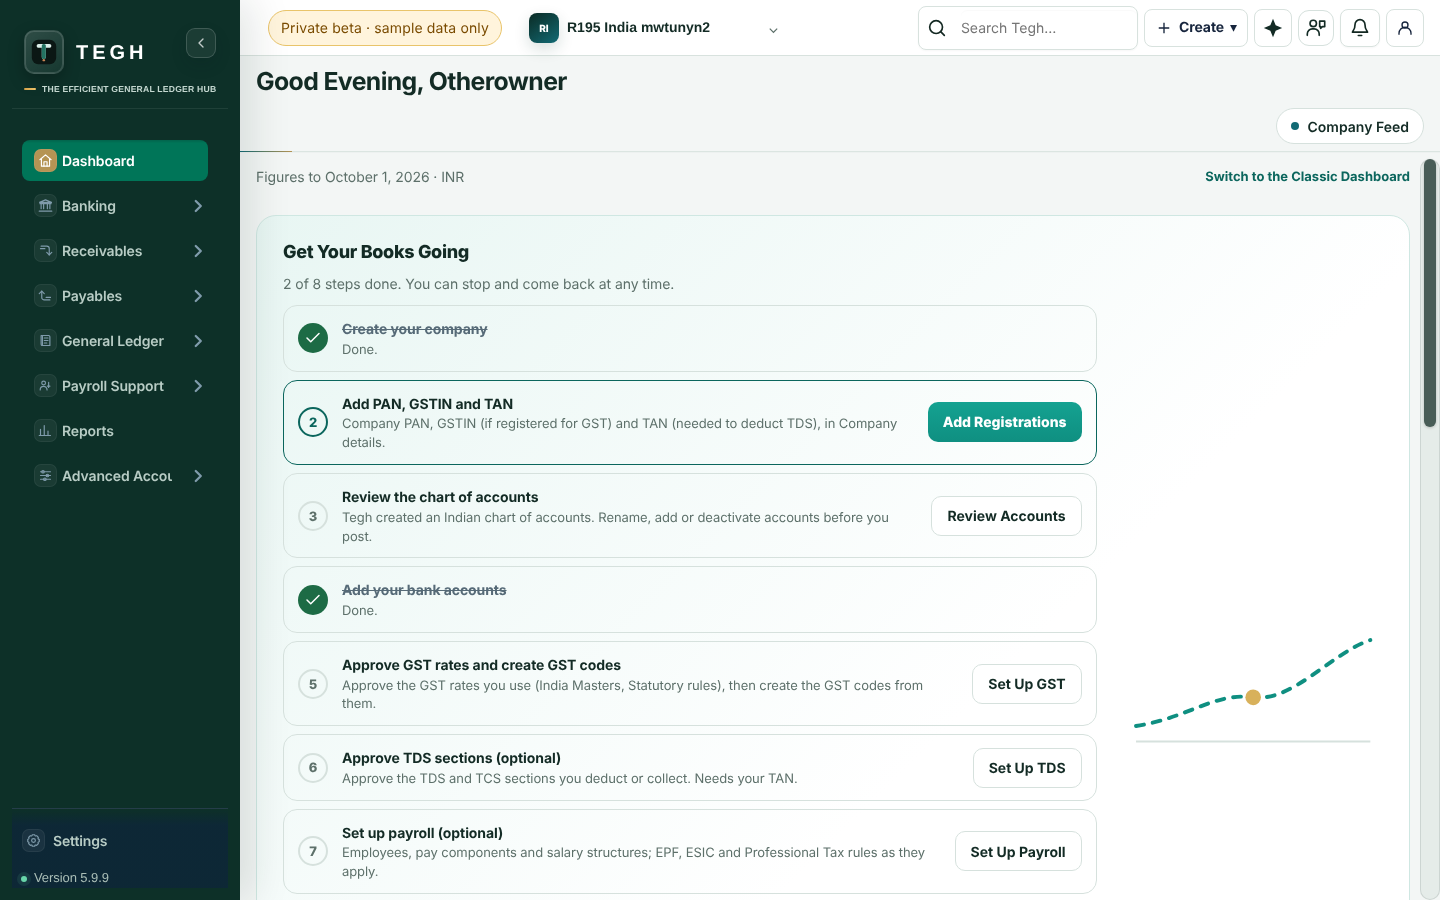 TEGH
THE EFFICIENT GENERAL LEDGER HUB
Dashboard
Banking
Receivables
Payables
General Ledger
Payroll Support
Reports
Advanced Accou
Settings
Version 5.9.9
Private beta · sample data only
RI
R195 India mwtunyn2
Search Tegh...
Create ▾
Good Evening, Otherowner
Company Feed
Figures to October 1, 2026 · INR
Switch to the Classic Dashboard
Get Your Books Going
2 of 8 steps done. You can stop and come back at any time.
Create your company
Done.
2
Add PAN, GSTIN and TAN
Company PAN, GSTIN (if registered for GST) and TAN (needed to deduct TDS), in Company
details.
Add Registrations
3
Review the chart of accounts
Tegh created an Indian chart of accounts. Rename, add or deactivate accounts before you
post.
Review Accounts
Add your bank accounts
Done.
5
Approve GST rates and create GST codes
Approve the GST rates you use (India Masters, Statutory rules), then create the GST codes from
them.
Set Up GST
6
Approve TDS sections (optional)
Approve the TDS and TCS sections you deduct or collect. Needs your TAN.
Set Up TDS
7
Set up payroll (optional)
Employees, pay components and salary structures; EPF, ESIC and Professional Tax rules as they
apply.
Set Up Payroll